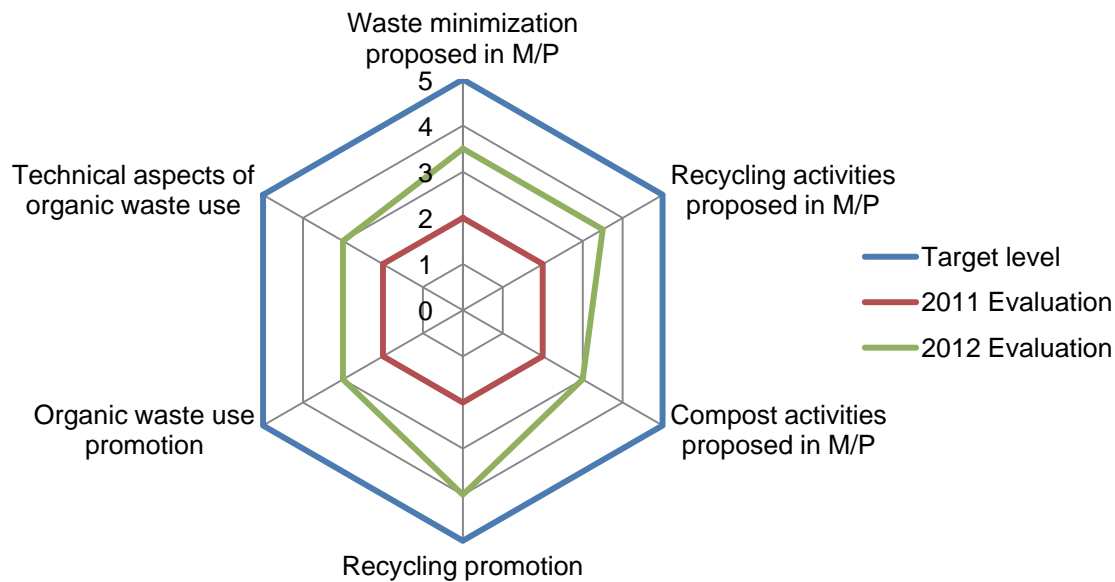 Waste minimization
proposed in M/P
5
4
3
2
1
0
Technical aspects of
organic waste use
Recycling activities
proposed in M/P
Target level
2011 Evaluation
2012 Evaluation
Organic waste use
promotion
Compost activities
proposed in M/P
Recycling promotion